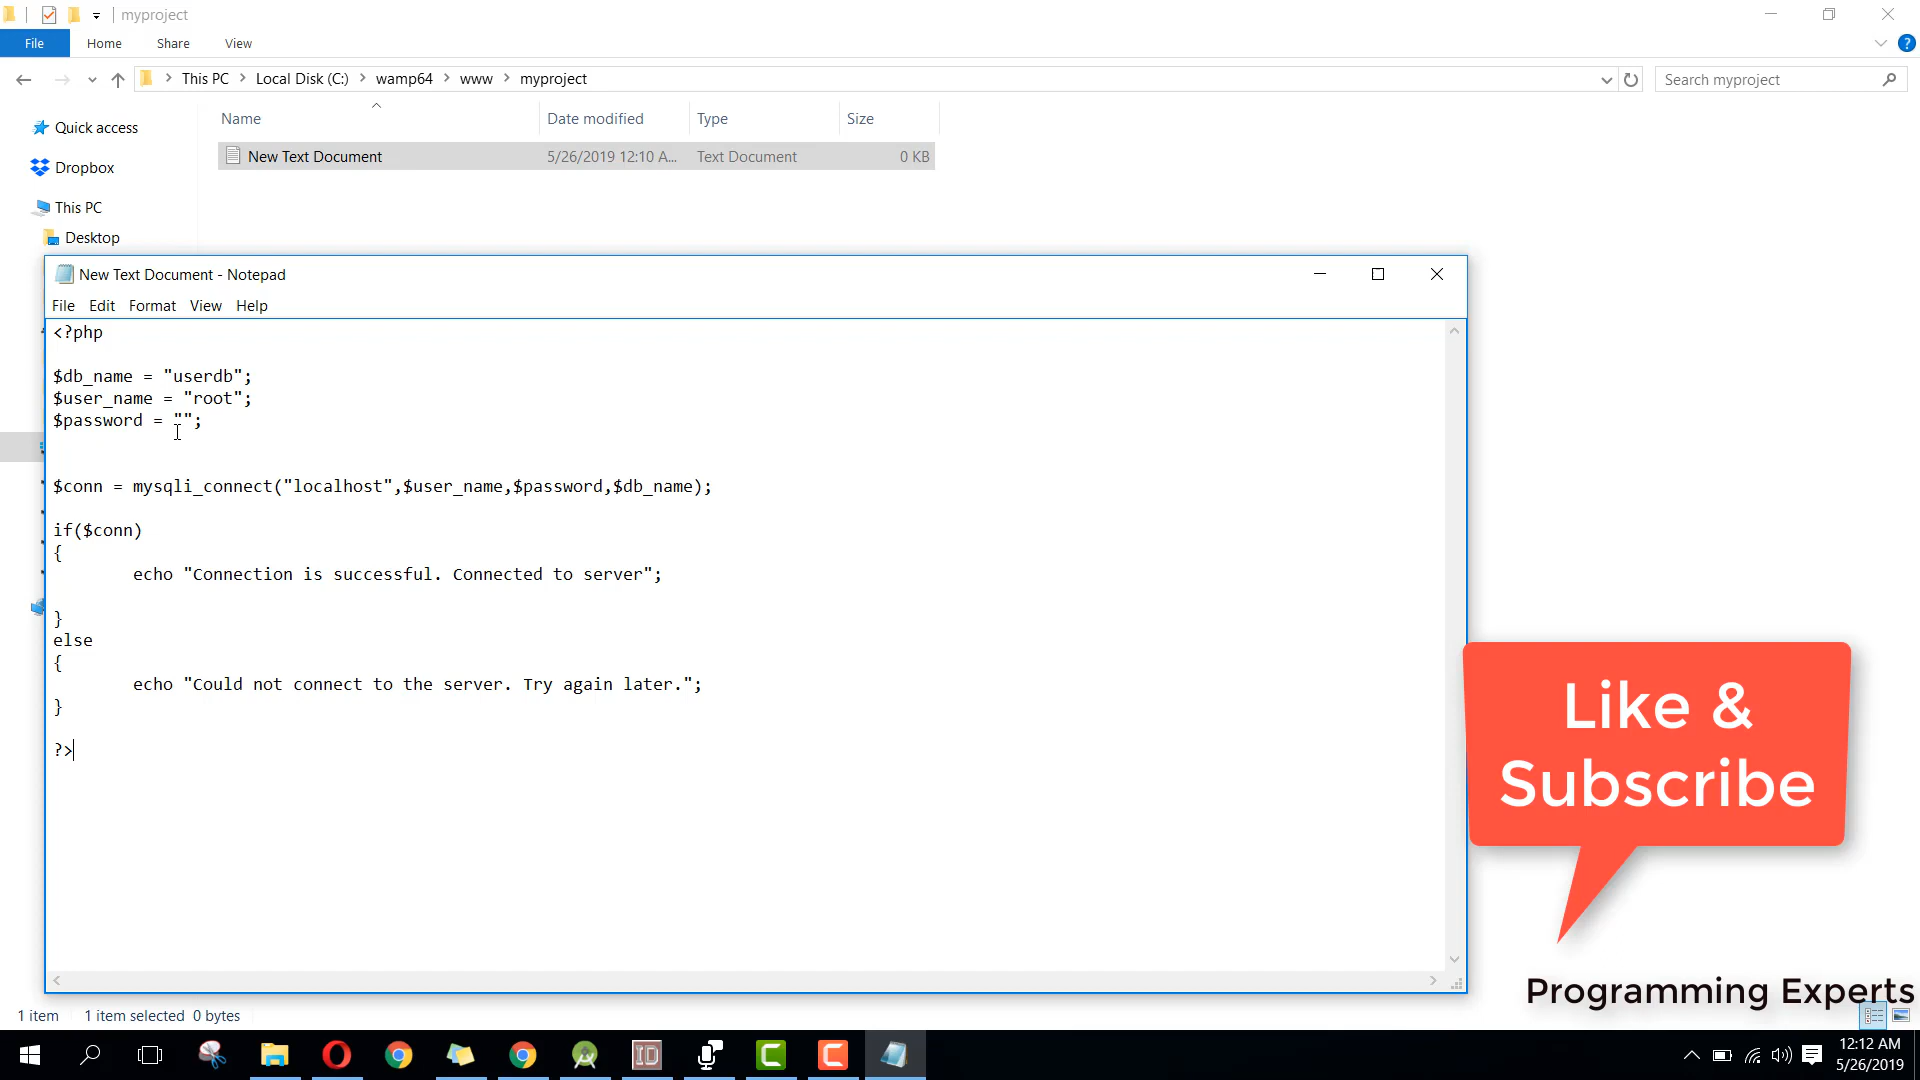 myproject
File Home Share View
This PC Local Disk (C:) wamp64 www myproject Search myproject
Name Date modified Type Size
New Text Document 5/26/2019 12:10 A... Text Document 0 KB
Quick access
Dropbox
This PC
Desktop
New Text Document - Notepad
File Edit Format View Help
<?php
$db_name = "userdb";
$user_name = "root";
$password = "";
$conn = mysqli_connect("localhost",$user_name,$password,$db_name);
if($conn)
{
echo "Connection is successful. Connected to server";
}
else
{
echo "Could not connect to the server. Try again later.";
}
?>
Like &
Subscribe
Programming Experts
1 item 1 item selected 0 bytes
12:12 AM
5/26/2019